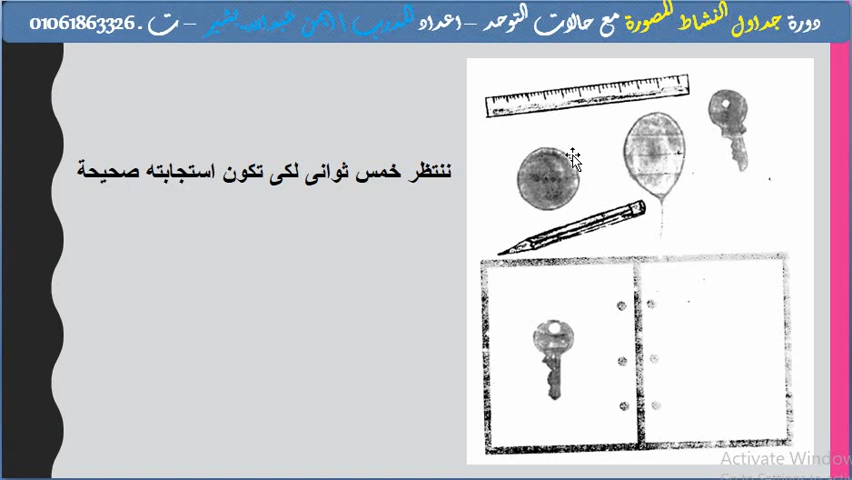 دورة جداول النشاط المصورة مع حالات التوحد – اعداد المدرب / ايمن عبدالله بشير – ت . 01061863326
ننتظر خمس ثوانى لكى تكون استجابته صحيحة
Activate Window